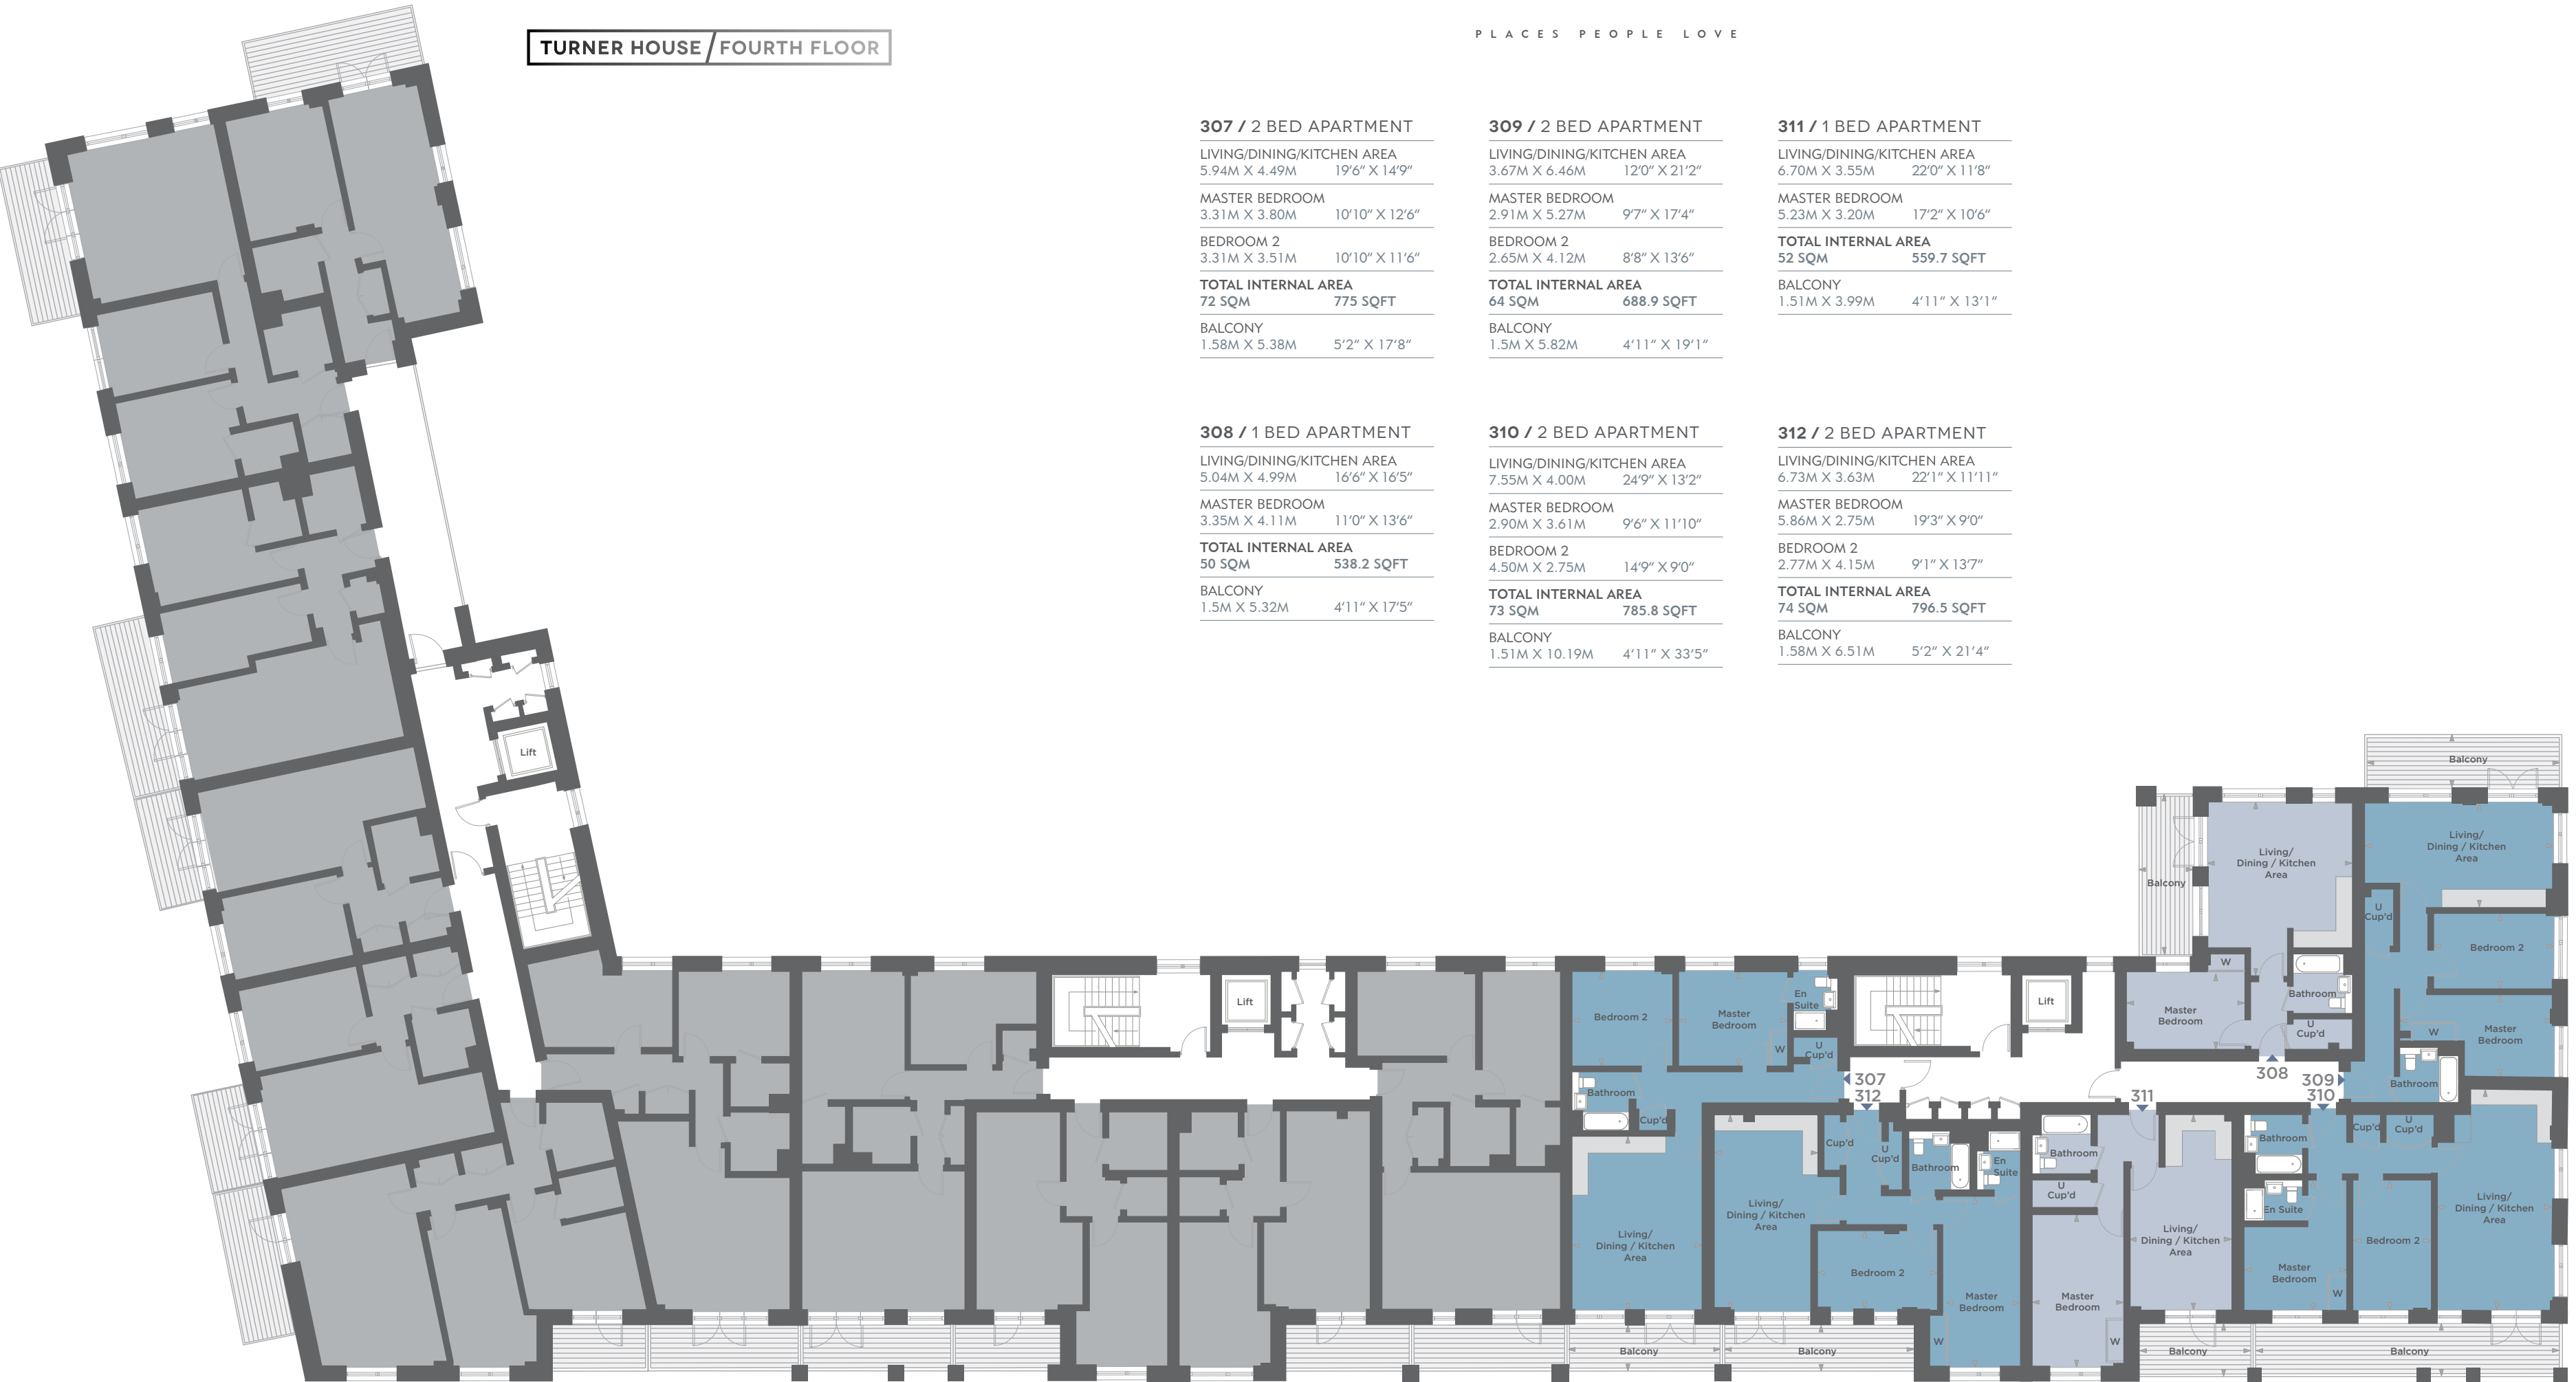 TURNER HOUSE / FOURTH FLOOR
PLACES PEOPLE LOVE
307 / 2 BED APARTMENT
LIVING/DINING/KITCHEN AREA
5.94M X 4.49M 19'6" X 14'9"
MASTER BEDROOM
3.31M X 3.80M 10'10" X 12'6"
BEDROOM 2
3.31M X 3.51M 10'10" X 11'6"
TOTAL INTERNAL AREA
72 SQM 775 SQFT
BALCONY
1.58M X 5.38M 5'2" X 17'8"
309 / 2 BED APARTMENT
LIVING/DINING/KITCHEN AREA
3.67M X 6.46M 12'0" X 21'2"
MASTER BEDROOM
2.91M X 5.27M 9'7" X 17'4"
BEDROOM 2
2.65M X 4.12M 8'8" X 13'6"
TOTAL INTERNAL AREA
64 SQM 688.9 SQFT
BALCONY
1.5M X 5.82M 4'11" X 19'1"
311 / 1 BED APARTMENT
LIVING/DINING/KITCHEN AREA
6.70M X 3.55M 22'0" X 11'8"
MASTER BEDROOM
5.23M X 3.20M 17'2" X 10'6"
TOTAL INTERNAL AREA
52 SQM 559.7 SQFT
BALCONY
1.51M X 3.99M 4'11" X 13'1"
308 / 1 BED APARTMENT
LIVING/DINING/KITCHEN AREA
5.04M X 4.99M 16'6" X 16'5"
MASTER BEDROOM
3.35M X 4.11M 11'0" X 13'6"
TOTAL INTERNAL AREA
50 SQM 538.2 SQFT
BALCONY
1.5M X 5.32M 4'11" X 17'5"
310 / 2 BED APARTMENT
LIVING/DINING/KITCHEN AREA
7.55M X 4.00M 24'9" X 13'2"
MASTER BEDROOM
2.90M X 3.61M 9'6" X 11'10"
BEDROOM 2
4.50M X 2.75M 14'9" X 9'0"
TOTAL INTERNAL AREA
73 SQM 785.8 SQFT
BALCONY
1.51M X 10.19M 4'11" X 33'5"
312 / 2 BED APARTMENT
LIVING/DINING/KITCHEN AREA
6.73M X 3.63M 22'1" X 11'11"
MASTER BEDROOM
5.86M X 2.75M 19'3" X 9'0"
BEDROOM 2
2.77M X 4.15M 9'1" X 13'7"
TOTAL INTERNAL AREA
74 SQM 796.5 SQFT
BALCONY
1.58M X 6.51M 5'2" X 21'4"
Lift
Lift
Bedroom 2
Master
Bedroom
En
Suite
W
U
Cup'd
Bathroom
Cup'd
Living/
Dining / Kitchen
Area
Balcony
307
312
Lift
Living/
Dining / Kitchen
Area
Cup'd
U
Cup'd
Bathroom
En
Suite
Bedroom 2
Master
Bedroom
W
Balcony
311
Bathroom
U
Cup'd
Master
Bedroom
W
Living/
Dining / Kitchen
Area
Balcony
Balcony
Living/
Dining / Kitchen
Area
W
Master
Bedroom
Bathroom
U
Cup'd
308
309
310
Balcony
Living/
Dining / Kitchen
Area
U
Cup'd
Bedroom 2
W
Master
Bedroom
Bathroom
Bathroom
Cup'd
U
Cup'd
En Suite
Master
Bedroom
W
Bedroom 2
Living/
Dining / Kitchen
Area
Balcony